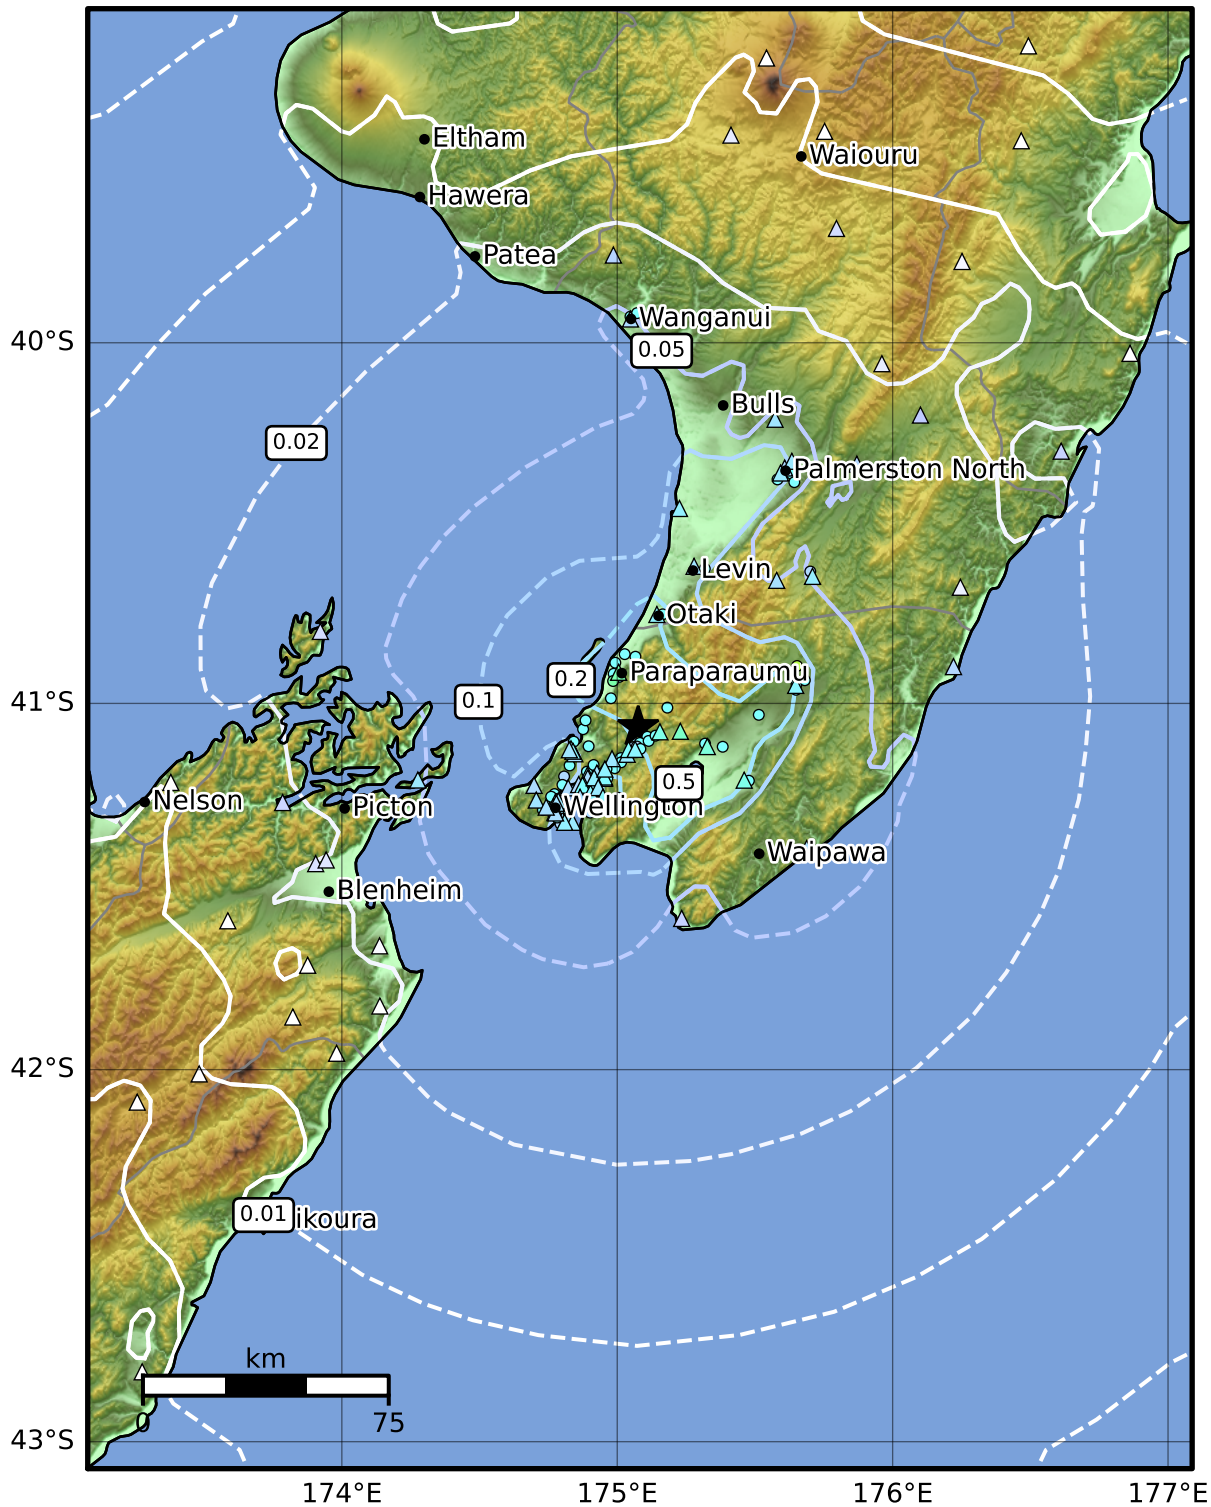 Eltham
Waiouru
Hawera
Patea
Wanganui
40°S
0.05
Bulls
0.02
Palmerston North
Levin
Otaki
Paraparaumu
0.2
0.1
41°S
0.5
Nelson
Picton
Wellington
Waipawa
Blenheim
42°S
0.01
ikoura
km
0
75
43°S
174°E
175°E
176°E
177°E